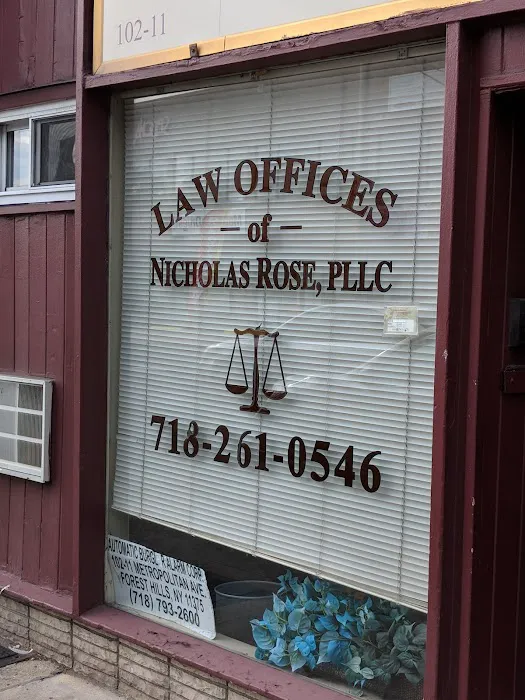 102-11
LAW OFFICES
of
NICHOLAS ROSE, PLLC
718-261-0546
AUTOMATIC BURGL R ALARM CORP
102-11 METROPOLITAN AVE
FOREST HILLS, NY 11375
(718) 793-2600